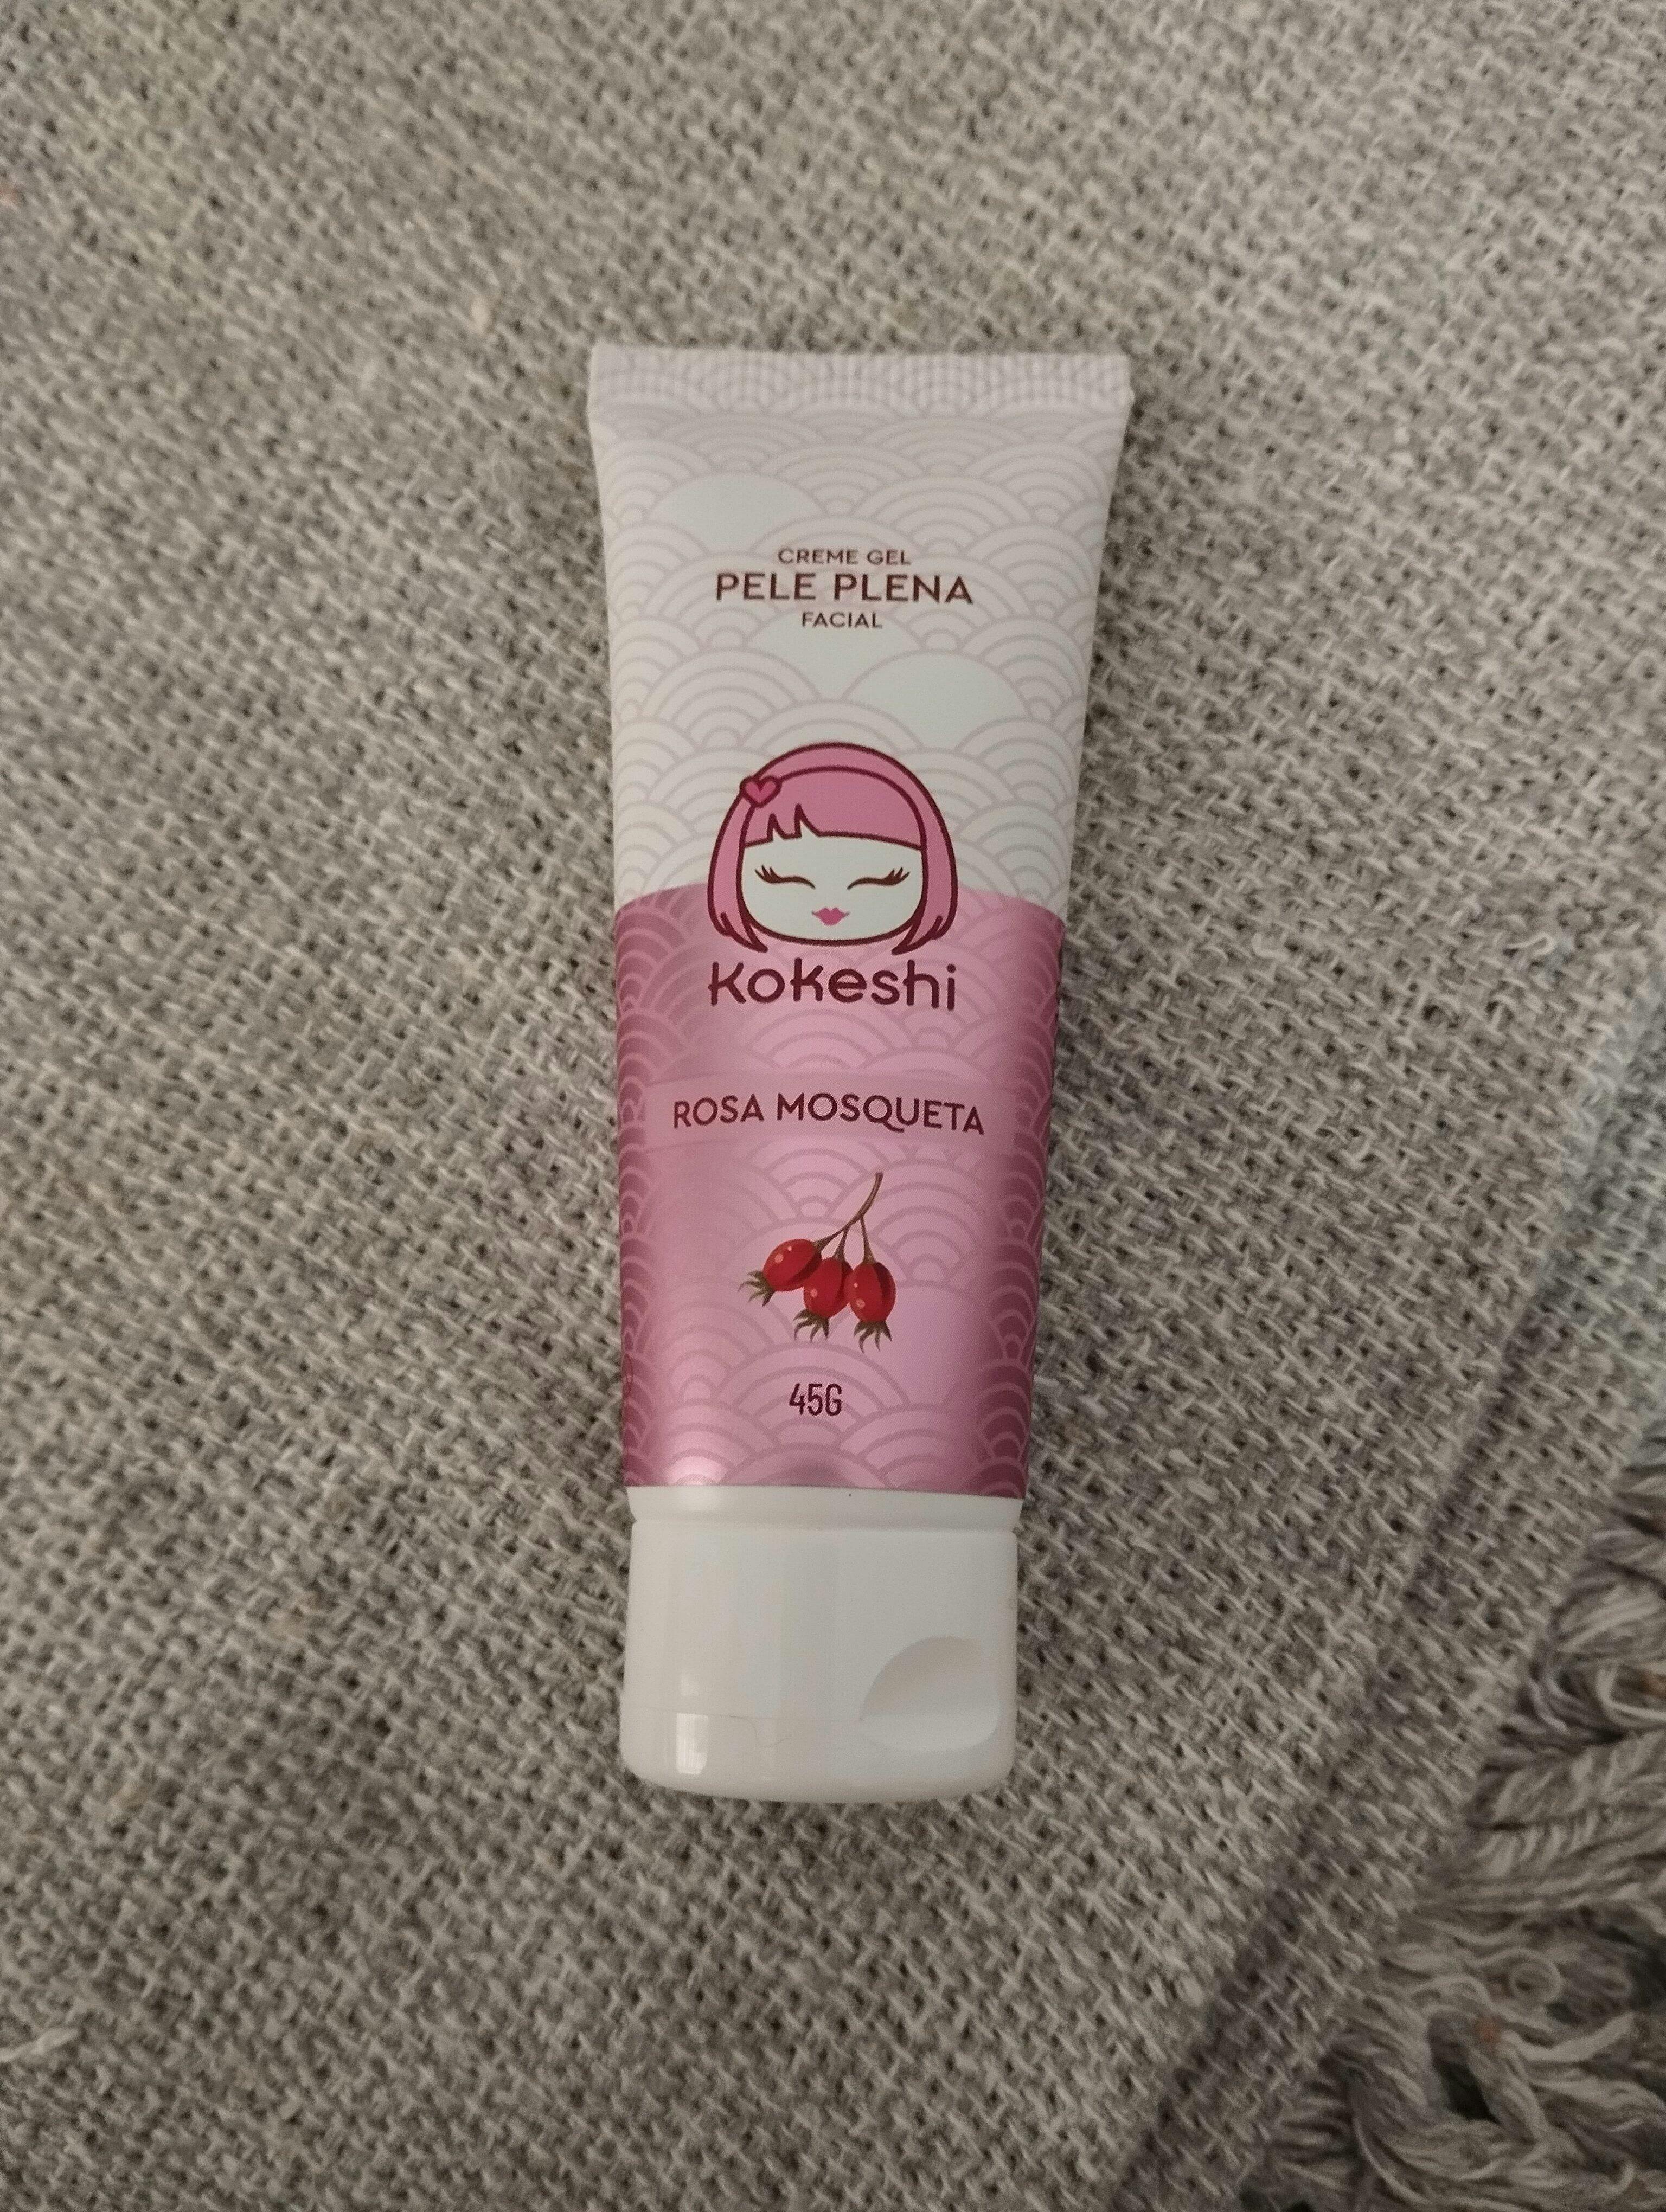 CREME GEL
PELE PLENA
FACIAL
Kokeshi
ROSA MOSQUETA
45G